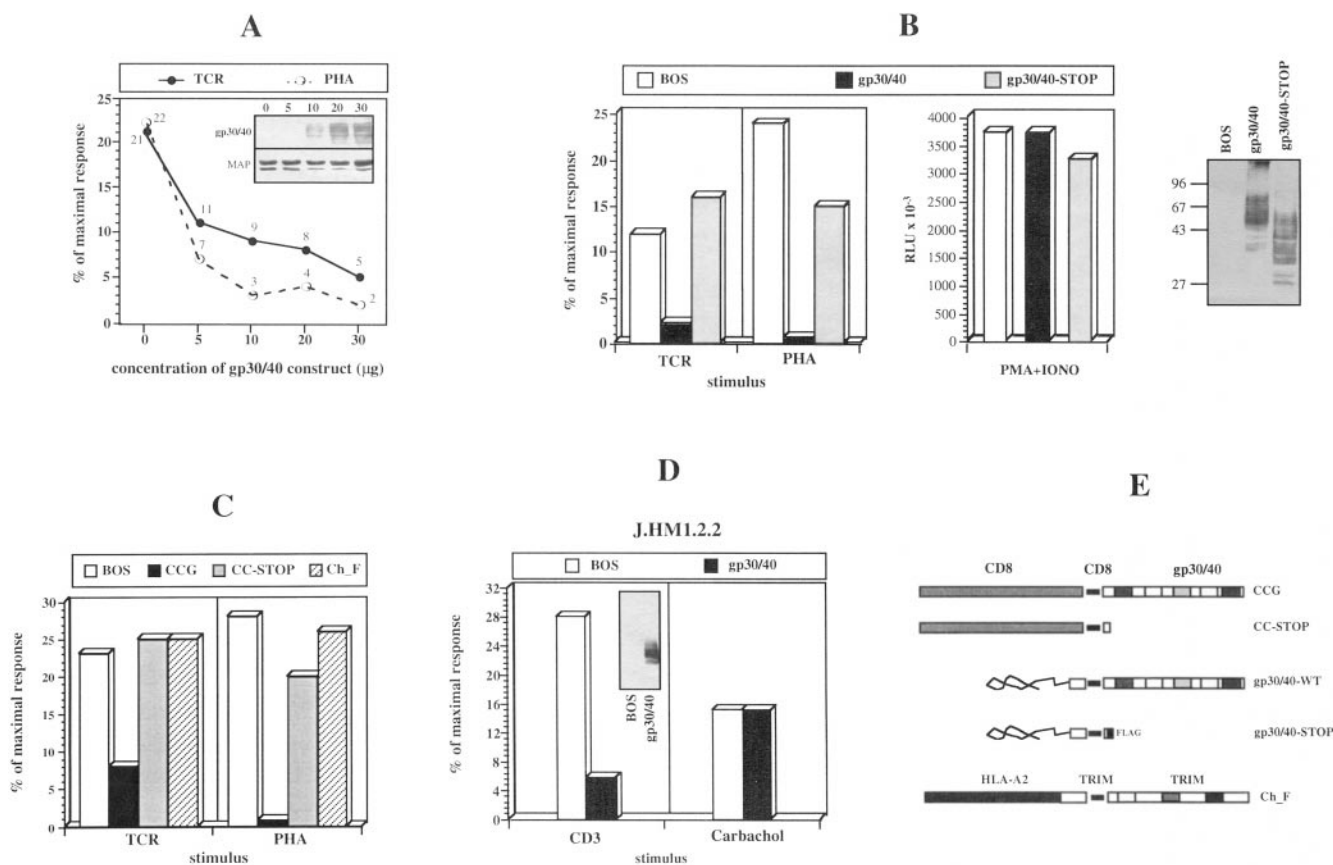 A
TCR PHA
% of maximal response
25
20
15
10
5
0
21
22
11
7
9
3
8
4
5
2
0 5 10 20 30
gp30/40
MAP
0 5 10 20 30
concentration of gp30/40 construct (µg)
B
BOS gp30/40 gp30/40-STOP
% of maximal response
25
20
15
10
5
0
TCR PHA
stimulus
RLU x 10-3
4000
3500
3000
2500
2000
1500
1000
500
0
PMA+IONO
BOS
gp30/40
gp30/40-STOP
96
67
43
27
C
BOS CCG CC-STOP Ch_F
% of maximal response
30
25
20
15
10
5
0
TCR PHA
stimulus
D
J.HM1.2.2
BOS gp30/40
% of maximal response
32
28
24
20
16
12
8
4
0
BOS
gp30/40
CD3 Carbachol
stimulus
E
CD8 CD8 gp30/40
CCG
CC-STOP
gp30/40-WT
FLAG gp30/40-STOP
HLA-A2 TRIM TRIM
Ch_F